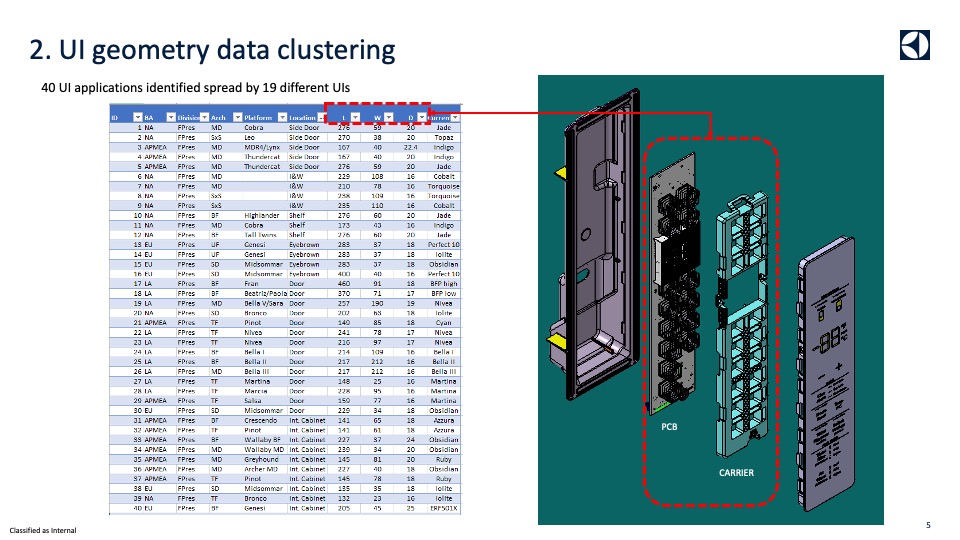 2. UI geometry data clustering
40 UI applications identified spread by 19 different UIs
ID BA Division Arch Platform Location L W D Current
1 NA FPres MD Cobra Side Door 276 59 20 Jade
2 NA FPres SxS Leo Side Door 270 38 20 Topaz
3 APMEA FPres MD MDR4/Lynx Side Door 167 40 22.4 Indigo
4 APMEA FPres MD Thundercat Side Door 167 40 20 Indigo
5 APMEA FPres MD Thundercat Side Door 276 59 20 Jade
6 NA FPres MD I&W 229 108 16 Cobalt
7 NA FPres MD I&W 210 78 16 Torquoise
8 NA FPres SxS I&W 238 109 16 Torquoise
9 NA FPres SxS I&W 235 110 16 Cobalt
10 NA FPres BF Highlander Shelf 276 60 20 Jade
11 NA FPres MD Cobra Shelf 173 43 16 Indigo
12 NA FPres BF Tall Twins Shelf 276 60 20 Jade
13 EU FPres UF Genesi Eyebrown 283 37 18 Perfect 10
14 EU FPres UF Genesi Eyebrown 283 37 18 Iolite
15 EU FPres SD Midsommar Eyebrown 283 37 18 Obsidian
16 EU FPres SD Midsommar Eyebrown 400 40 16 Perfect 10
17 LA FPres BF Fran Door 460 91 18 BFP high
18 LA FPres BF Beatriz/Paola Door 370 71 17 BFP low
19 LA FPres MD Bella V/Sara Door 257 190 19 Nivea
20 NA FPres SD Bronco Door 202 63 18 Iolite
21 APMEA FPres TF Pinot Door 149 85 18 Cyan
22 LA FPres TF Nivea Door 241 78 17 Nivea
23 LA FPres TF Nivea Door 216 97 17 Nivea
24 LA FPres BF Bella I Door 214 109 16 Bella I
25 LA FPres BF Bella II Door 217 212 16 Bella II
26 LA FPres MD Bella III Door 217 212 16 Bella III
27 LA FPres TF Martina Door 148 25 16 Martina
28 LA FPres TF Marcia Door 228 95 16 Martina
29 APMEA FPres TF Salsa Door 159 77 16 Martina
30 EU FPres SD Midsommar Door 229 34 18 Obsidian
31 APMEA FPres BF Crescendo Int. Cabinet 141 65 18 Azzura
32 APMEA FPres TF Pinot Int. Cabinet 141 61 18 Azzura
33 APMEA FPres BF Wallaby BF Int. Cabinet 227 37 24 Obsidian
34 APMEA FPres MD Wallaby MD Int. Cabinet 239 34 20 Obsidian
35 APMEA FPres MD Greyhound Int. Cabinet 145 81 20 Ruby
36 APMEA FPres MD Archer MD Int. Cabinet 227 40 18 Obsidian
37 APMEA FPres TF Pinot Int. Cabinet 145 78 18 Ruby
38 EU FPres SD Midsommar Int. Cabinet 135 35 18 Iolite
39 NA FPres TF Bronco Int. Cabinet 132 23 16 Iolite
40 EU FPres BF Genesi Int. Cabinet 205 45 25 ERF501X
PCB
CARRIER
Classified as Internal
5